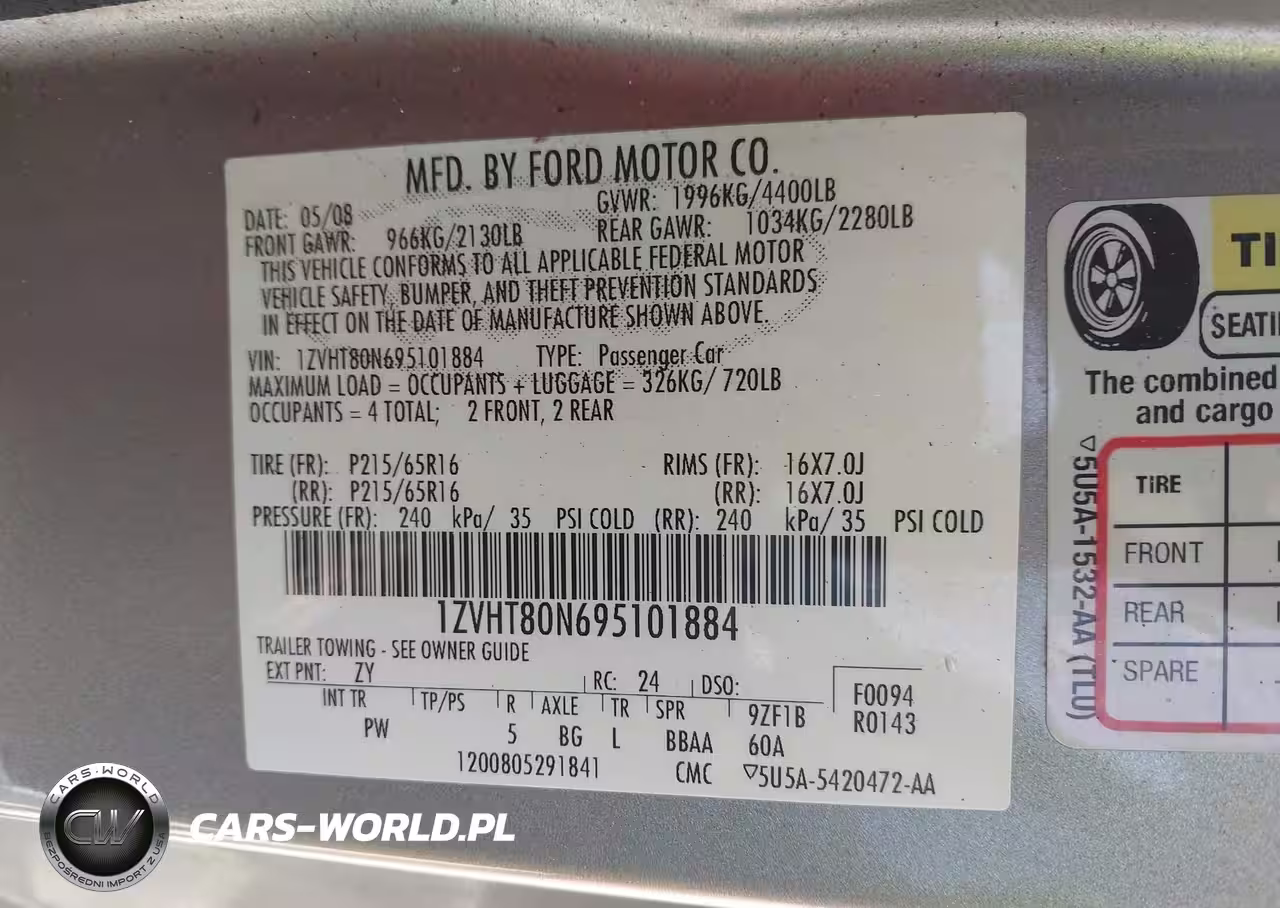 MFD. BY FORD MOTOR CO.
DATE: 05/08 GVWR: 1996KG/4400LB
FRONT GAWR: 966KG/2130LB REAR GAWR: 1034KG/2280LB
THIS VEHICLE CONFORMS TO ALL APPLICABLE FEDERAL MOTOR
VEHICLE SAFETY, BUMPER, AND THEFT PREVENTION STANDARDS
IN EFFECT ON THE DATE OF MANUFACTURE SHOWN ABOVE.
VIN: 1ZVHT80N695101884 TYPE: Passenger Car
MAXIMUM LOAD = OCCUPANTS + LUGGAGE = 326KG/ 720LB
OCCUPANTS = 4 TOTAL; 2 FRONT, 2 REAR
TIRE (FR): P215/65R16 RIMS (FR): 16X7.0J
(RR): P215/65R16 (RR): 16X7.0J
PRESSURE (FR): 240 kPa/ 35 PSI COLD (RR): 240 kPa/ 35 PSI COLD
1ZVHT80N695101884
TRAILER TOWING - SEE OWNER GUIDE
EXT PNT: ZY RC: 24 DSO:
F0094
INT TR TP/PS R AXLE TR SPR 9ZF1B R0143
PW 5 BG L BBAA 60A
1200805291841 CMC ▽5U5A-5420472-AA
TI
SEATI
The combined
and cargo
▽5U5A-1532-AA (TLU)
TIRE
FRONT
REAR
SPARE
CARS-WORLD
CW
BEZPOŚREDNI IMPORT Z USA
CARS-WORLD.PL